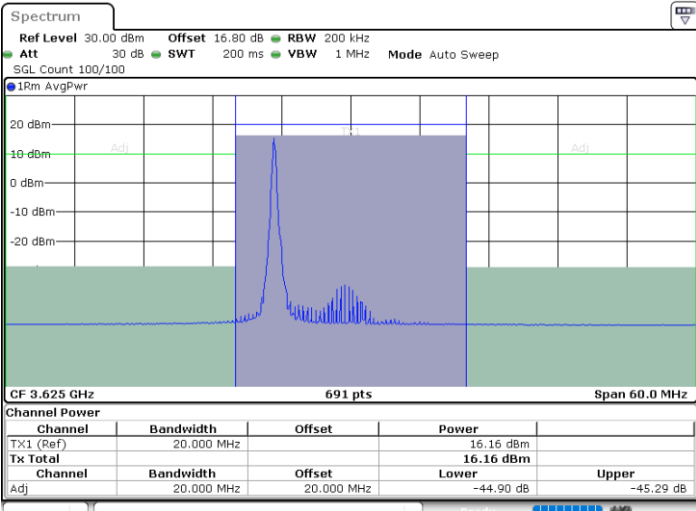 Spectrum
Ref Level 30.00 dBm Offset 16.80 dB RBW 200 kHz
Att 30 dB SWT 200 ms VBW 1 MHz Mode Auto Sweep
SGL Count 100/100
1Rm AvgPwr
20 dBm
TX1
10 dBm Adj Adj
0 dBm
-10 dBm
-20 dBm
CF 3.625 GHz 691 pts Span 60.0 MHz
Channel Power
Channel Bandwidth Offset Power
TX1 (Ref) 20.000 MHz 16.16 dBm
Tx Total 16.16 dBm
Channel Bandwidth Offset Lower Upper
Adj 20.000 MHz 20.000 MHz -44.90 dB -45.29 dB